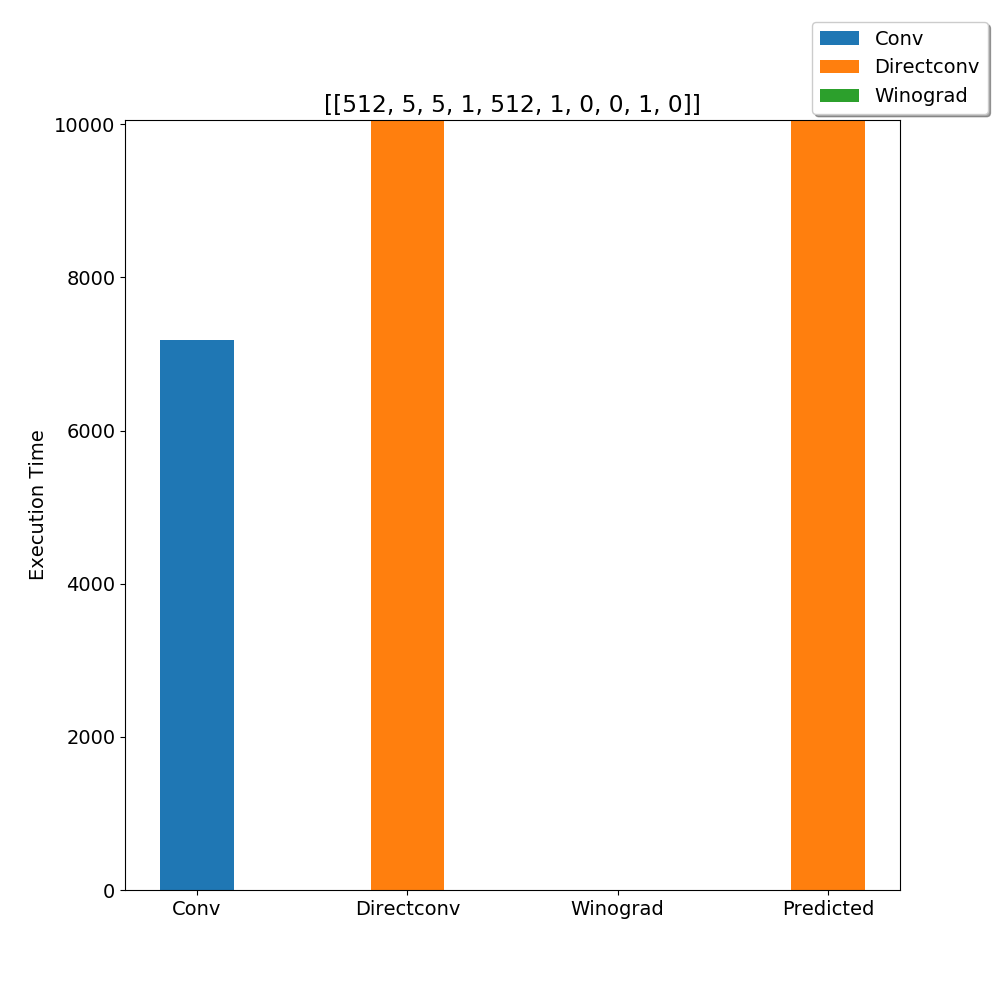 Conv
Directconv
Winograd
[[512, 5, 5, 1, 512, 1, 0, 0, 1, 0]]
10000
8000
6000
4000
2000
0
Execution Time
Conv Directconv Winograd Predicted